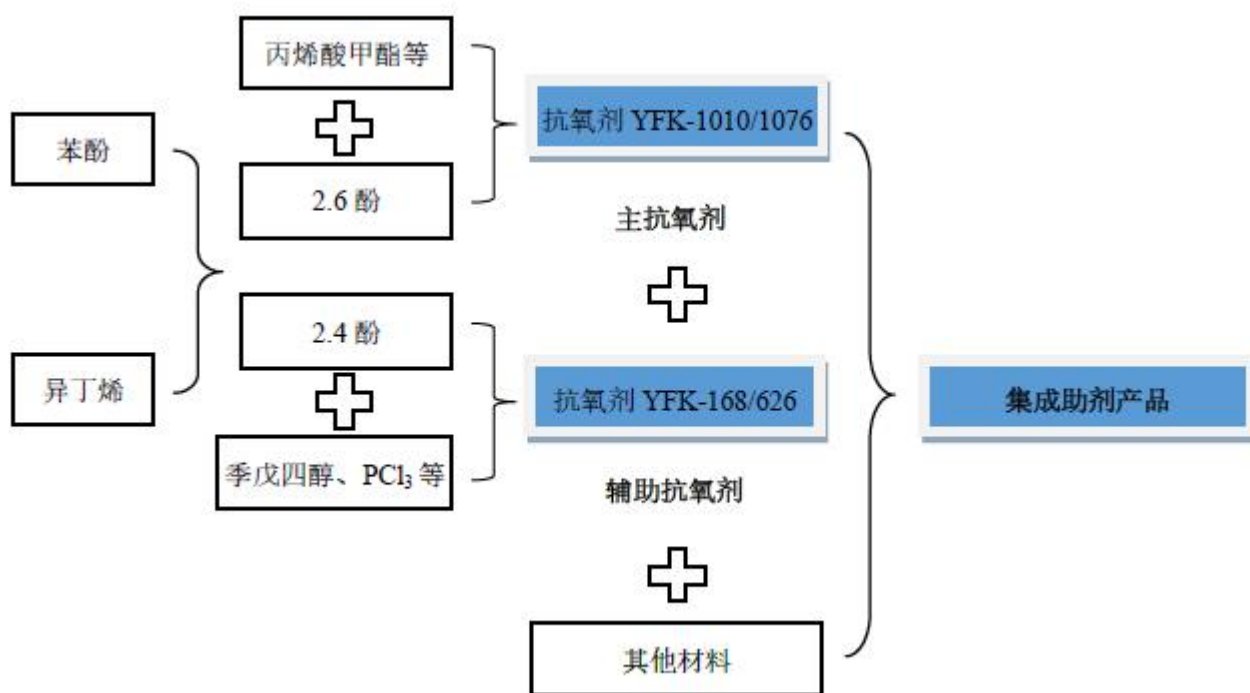 丙烯酸甲酯等
苯酚
2.6 酚
抗氧剂 YFK-1010/1076
主抗氧剂
2.4 酚
异丁烯
季戊四醇、PCl₃ 等
抗氧剂 YFK-168/626
辅助抗氧剂
其他材料
集成助剂产品